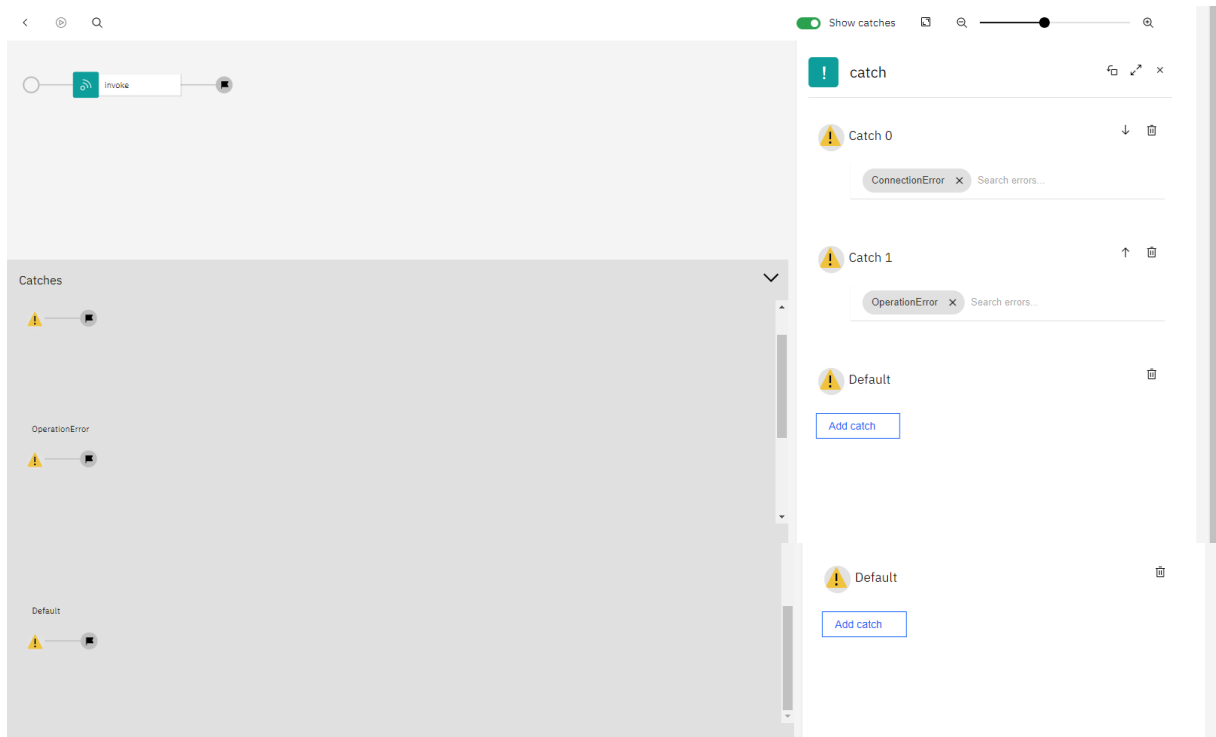 Show catches
invoke
catch
Catch 0
ConnectionError
Search errors...
Catch 1
OperationError
Search errors...
Default
Add catch
Catches
OperationError
Default
Default
Add catch